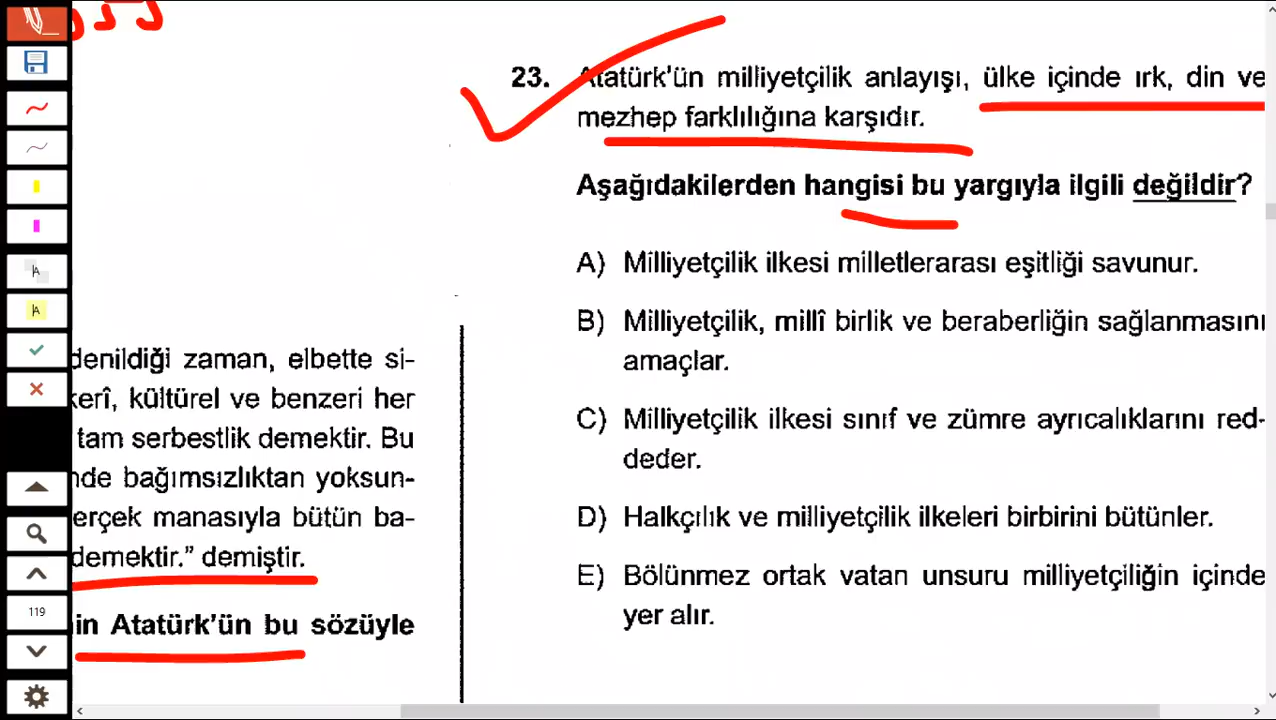 denildiği zaman, elbette si-
kerî, kültürel ve benzeri her
tam serbestlik demektir. Bu
nde bağımsızlıktan yoksun-
erçek manasıyla bütün ba-
demektir.” demiştir.
in Atatürk’ün bu sözüyle
23. Atatürk’ün milliyetçilik anlayışı, ülke içinde ırk, din ve
mezhep farklılığına karşıdır.
Aşağıdakilerden hangisi bu yargıyla ilgili değildir?
A) Milliyetçilik ilkesi milletlerarası eşitliği savunur.
B) Milliyetçilik, millî birlik ve beraberliğin sağlanmasını
amaçlar.
C) Milliyetçilik ilkesi sınıf ve zümre ayrıcalıklarını red-
deder.
D) Halkçılık ve milliyetçilik ilkeleri birbirini bütünler.
E) Bölünmez ortak vatan unsuru milliyetçiliğin içinde
yer alır.
A
A
119